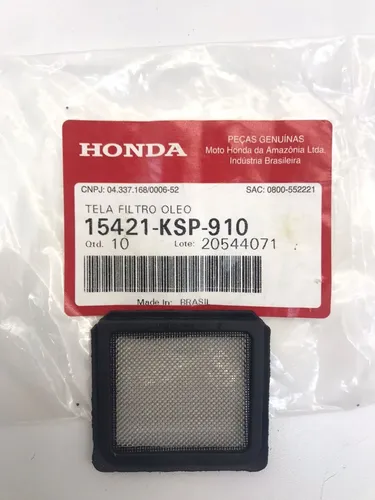 HONDA
PEÇAS GENUÍNAS
Moto Honda da Amazônia Ltda.
Indústria Brasileira
CNPJ: 04.337.168/0006-52
SAC: 0800-552221
TELA FILTRO OLEO
15421-KSP-910
Qtd. 10
Lote: 20544071
Made In: BRASIL